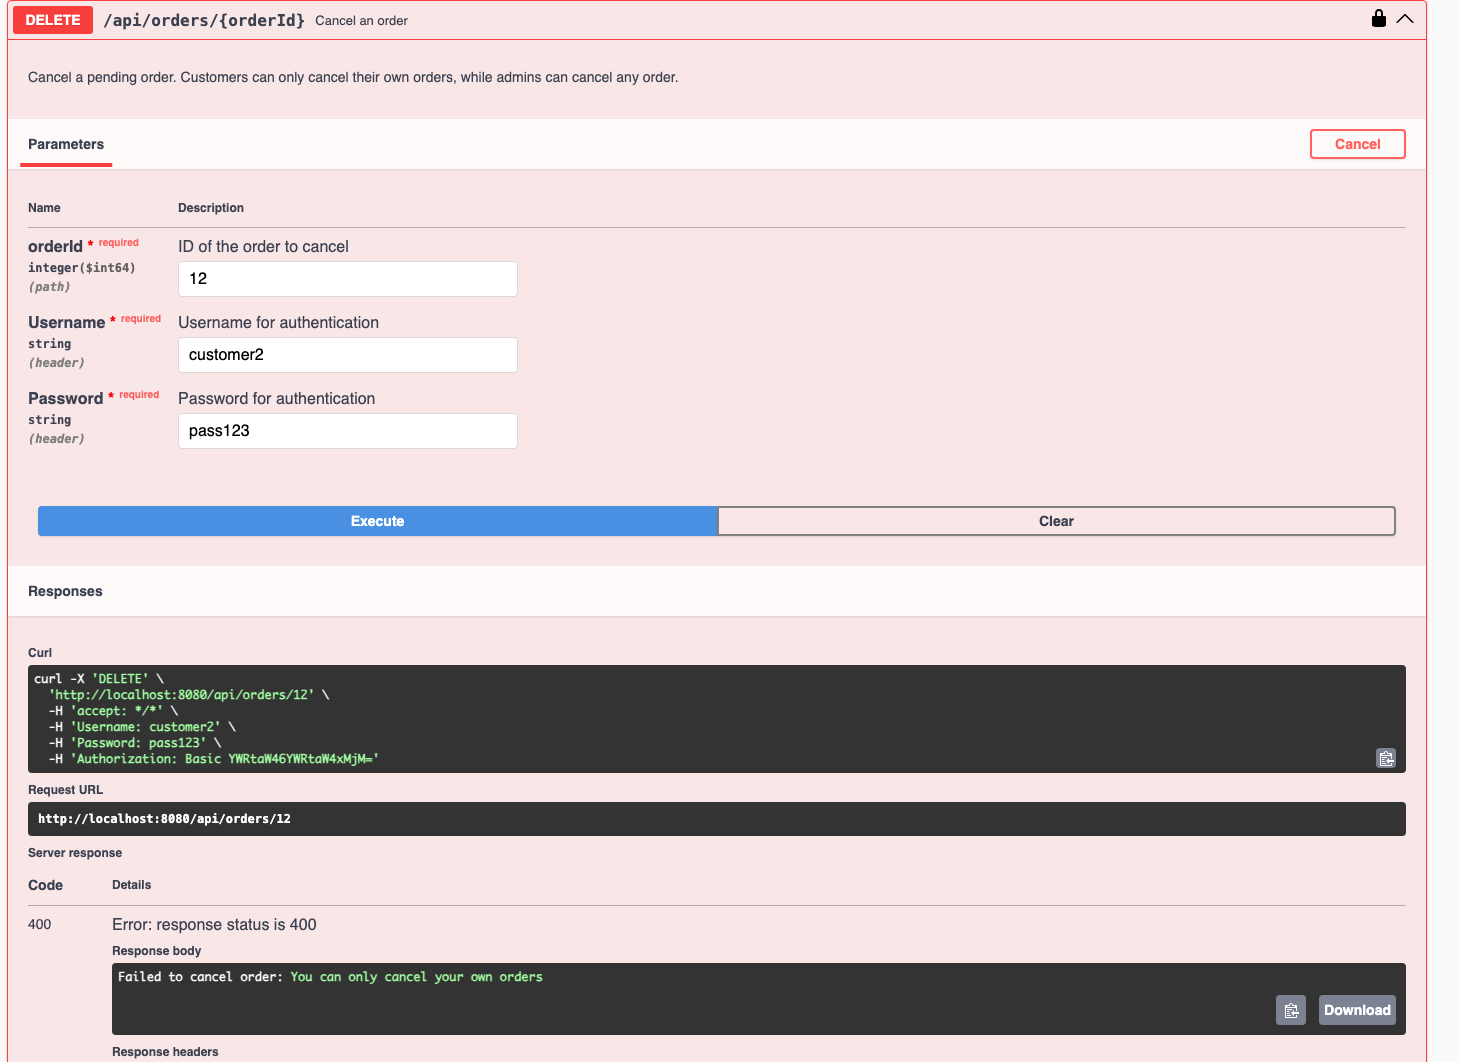 DELETE /api/orders/{orderId} Cancel an order
Cancel a pending order. Customers can only cancel their own orders, while admins can cancel any order.
Parameters Cancel
Name Description
orderId * required ID of the order to cancel
integer($int64)
(path)
12
Username * required Username for authentication
string
(header)
customer2
Password * required Password for authentication
string
(header)
pass123
Execute Clear
Responses
Curl
curl -X 'DELETE' \
'http://localhost:8080/api/orders/12' \
-H 'accept: */*' \
-H 'Username: customer2' \
-H 'Password: pass123' \
-H 'Authorization: Basic YWRtaW46YWRtaW4xMjM='
Request URL
http://localhost:8080/api/orders/12
Server response
Code Details
400 Error: response status is 400
Response body
Failed to cancel order: You can only cancel your own orders
Download
Response headers